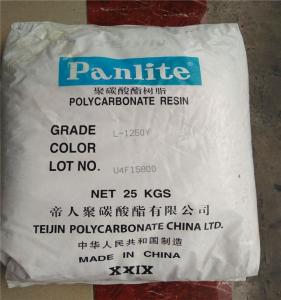 Panlite
聚碳酸酯树脂
POLYCARBONATE RESIN
GRADE L-1250Y
COLOR
LOT NO. U4F15800
NET 25 KGS
帝人聚碳酸酯有限公司
TEIJIN POLYCARBONATE CHINA LTD.
中华人民共和国制造
MADE IN CHINA
XXIX